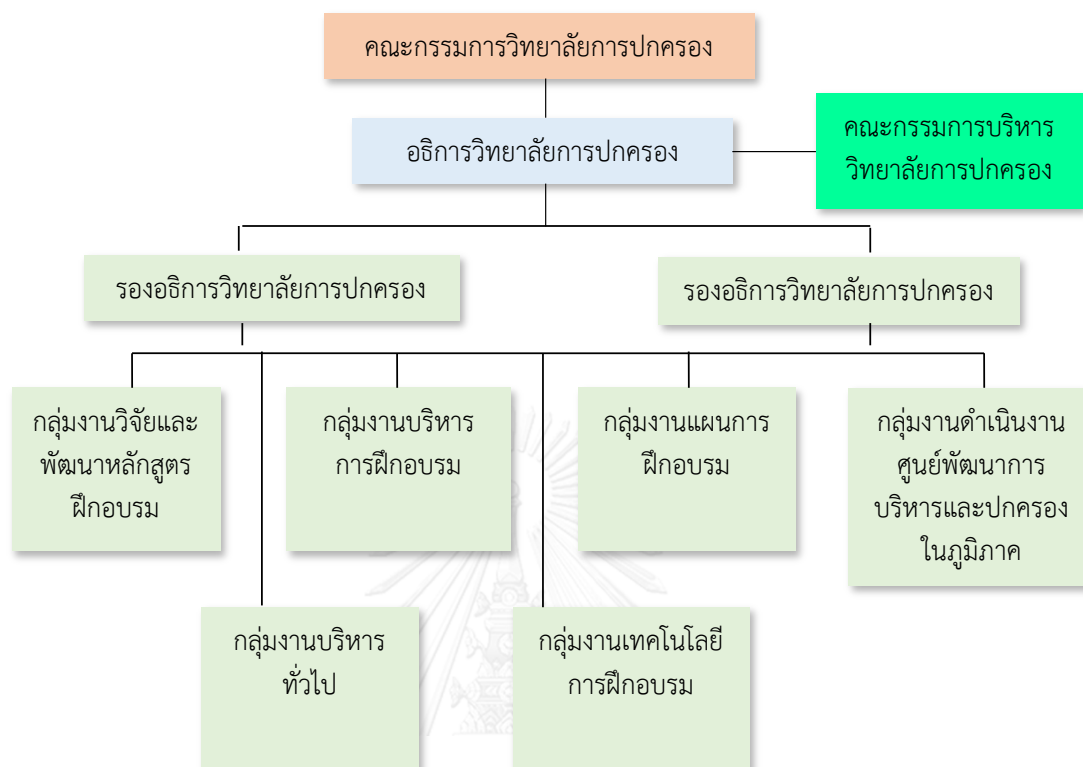 คณะกรรมการวิทยาลัยการปกครอง
อธิการวิทยาลัยการปกครอง
คณะกรรมการบริหาร
วิทยาลัยการปกครอง
รองอธิการวิทยาลัยการปกครอง
รองอธิการวิทยาลัยการปกครอง
กลุ่มงานวิจัยและ
พัฒนาหลักสูตร
ฝึกอบรม
กลุ่มงานบริหาร
การฝึกอบรม
กลุ่มงานแผนการ
ฝึกอบรม
กลุ่มงานดำเนินงาน
ศูนย์พัฒนาการ
บริหารและปกครอง
ในภูมิภาค
กลุ่มงานบริหาร
ทั่วไป
กลุ่มงานเทคโนโลยี
การฝึกอบรม